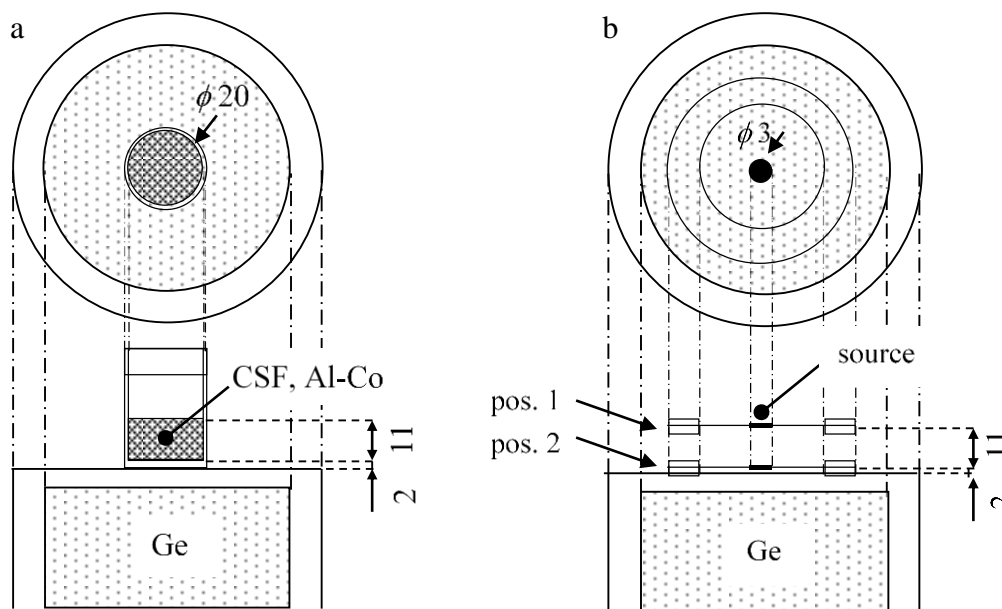 a
ϕ 20
CSF, Al-Co
11
2
Ge
b
ϕ 3
source
pos. 1
pos. 2
11
2
Ge